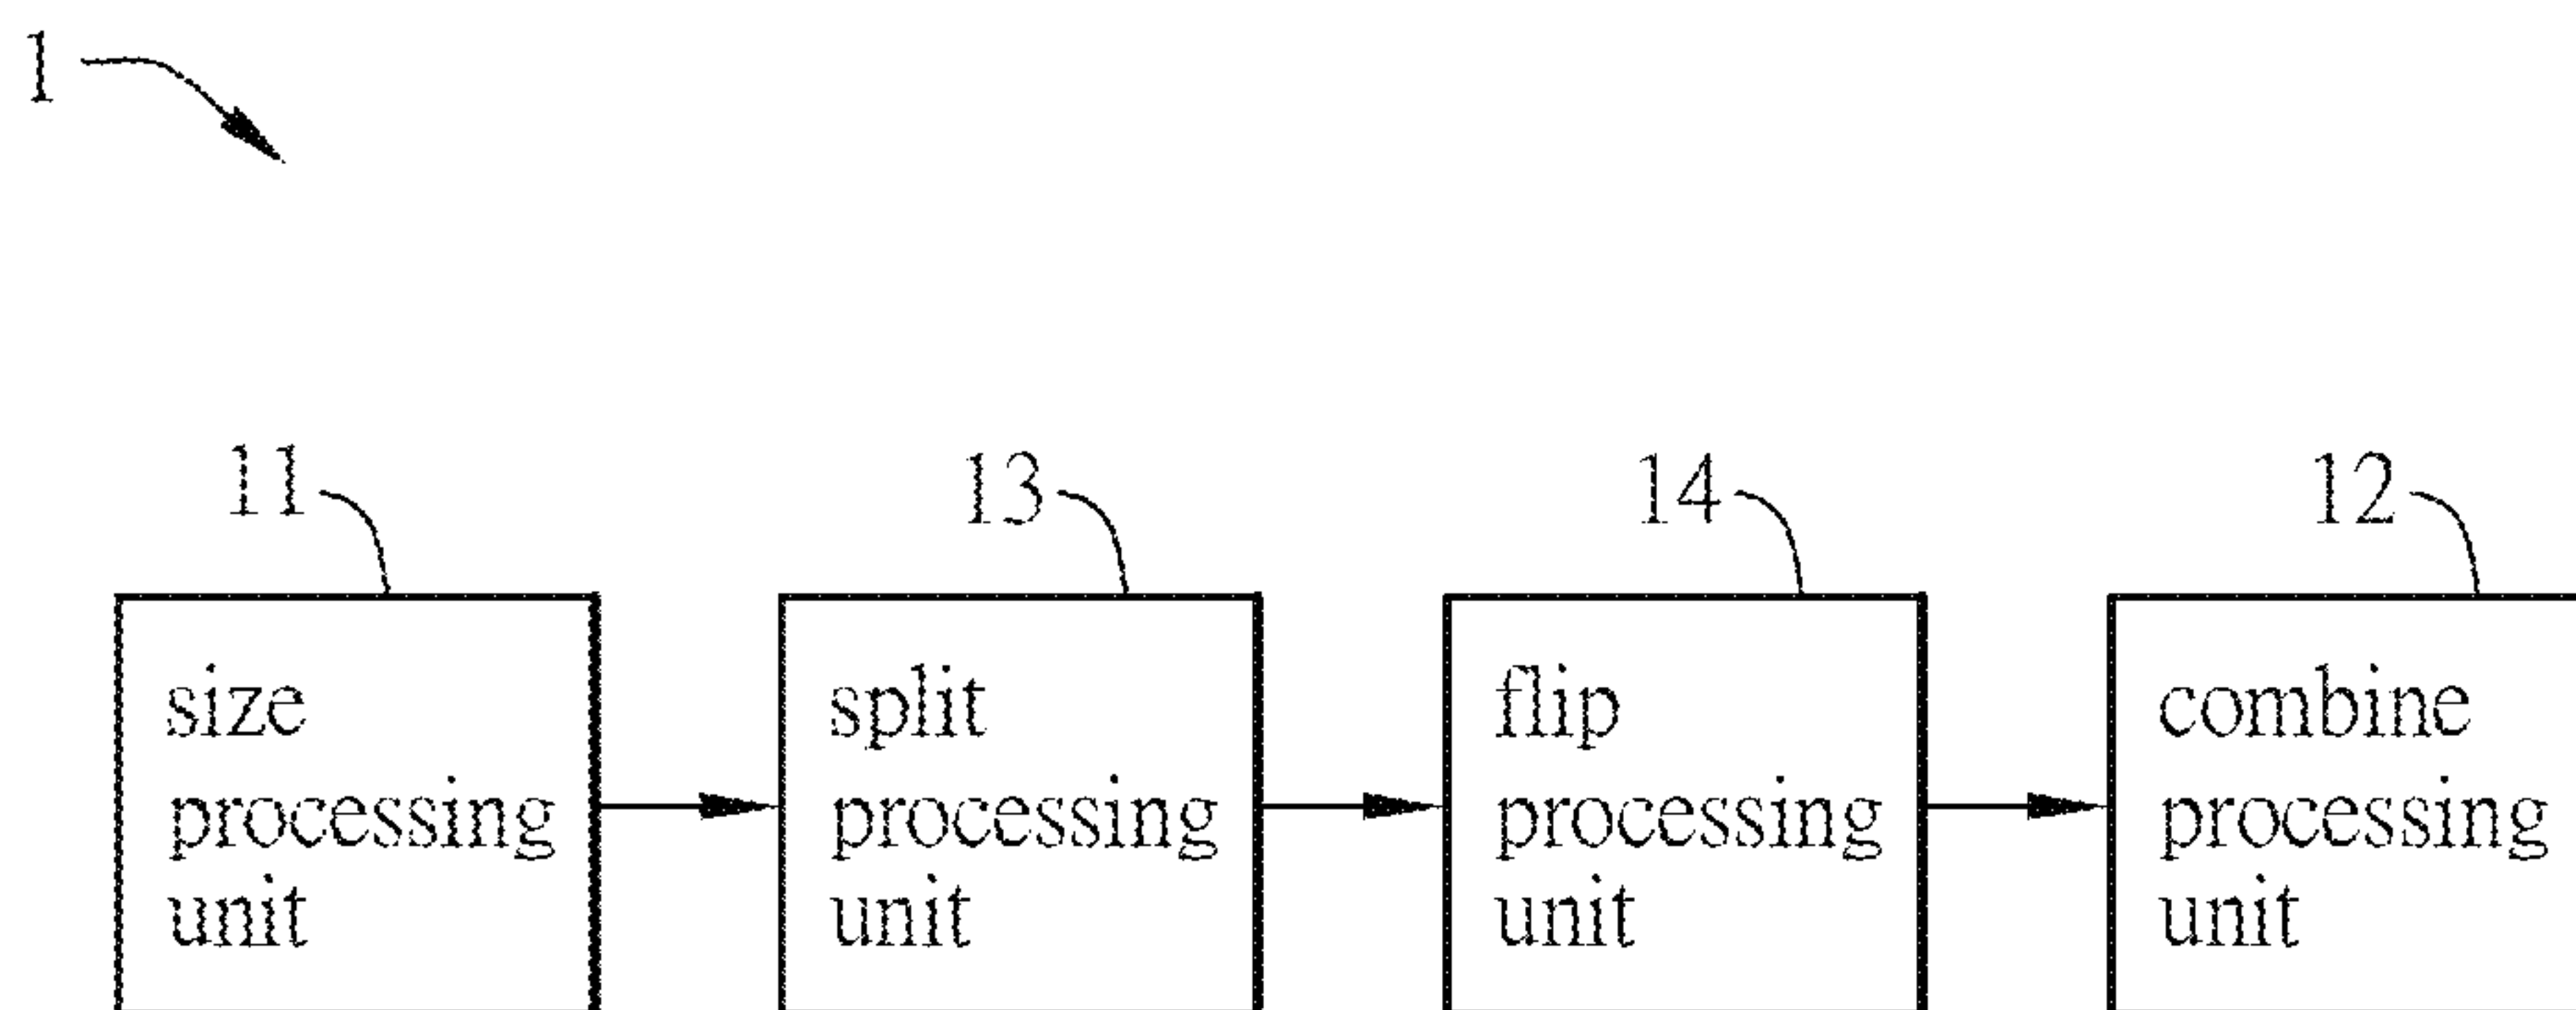 1
11
13
14
12
size
processing
unit
split
processing
unit
flip
processing
unit
combine
processing
unit